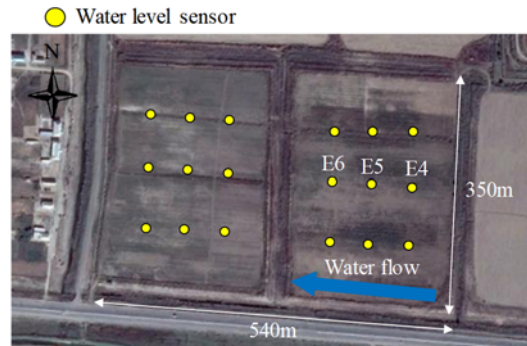 Water level sensor
N
E6 E5 E4
350m
Water flow
540m